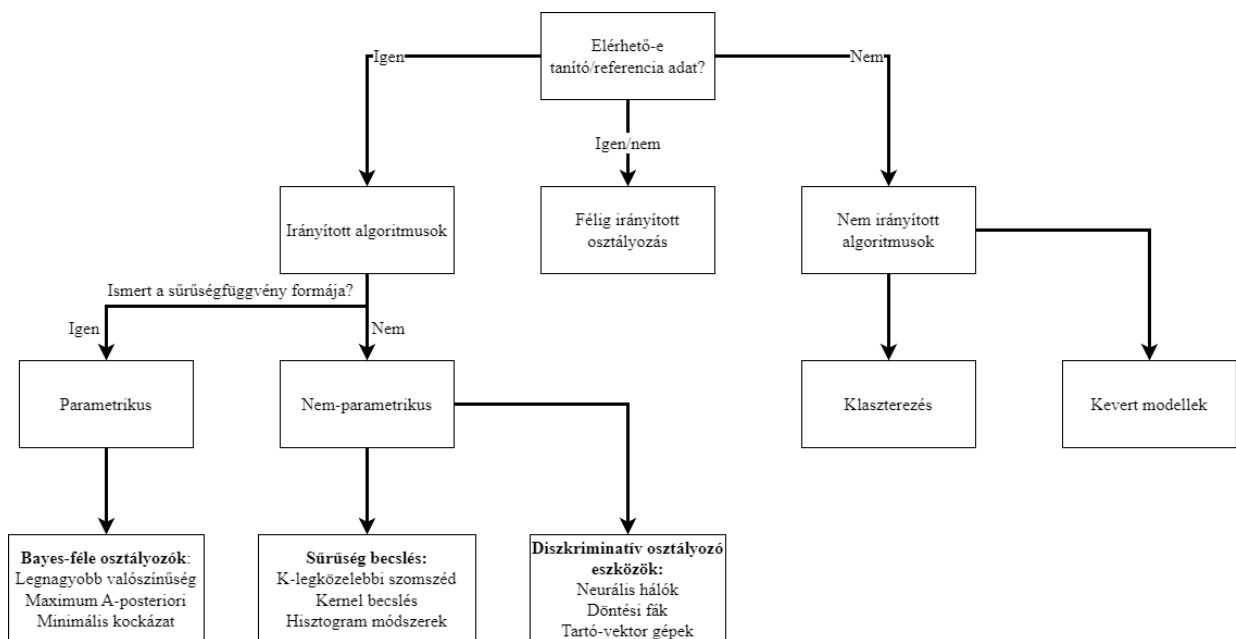 Elérhető-e
tanító/referencia adat?
Igen
Nem
Igen/nem
Irányított algoritmusok
Félig irányított
osztályozás
Nem irányított
algoritmusok
Ismert a sűrűségfüggvény formája?
Igen
Nem
Parametrikus
Nem-parametrikus
Klaszterezés
Kevert modellek
Bayes-féle osztályozók:
Legnagyobb valószínűség
Maximum A-posteriori
Minimális kockázat
Sűrűség becslés:
K-legközelebbi szomszéd
Kernel becslés
Hisztogram módszerek
Diszkriminatív osztályozó
eszközök:
Neurális hálók
Döntési fák
Tartó-vektor gépek